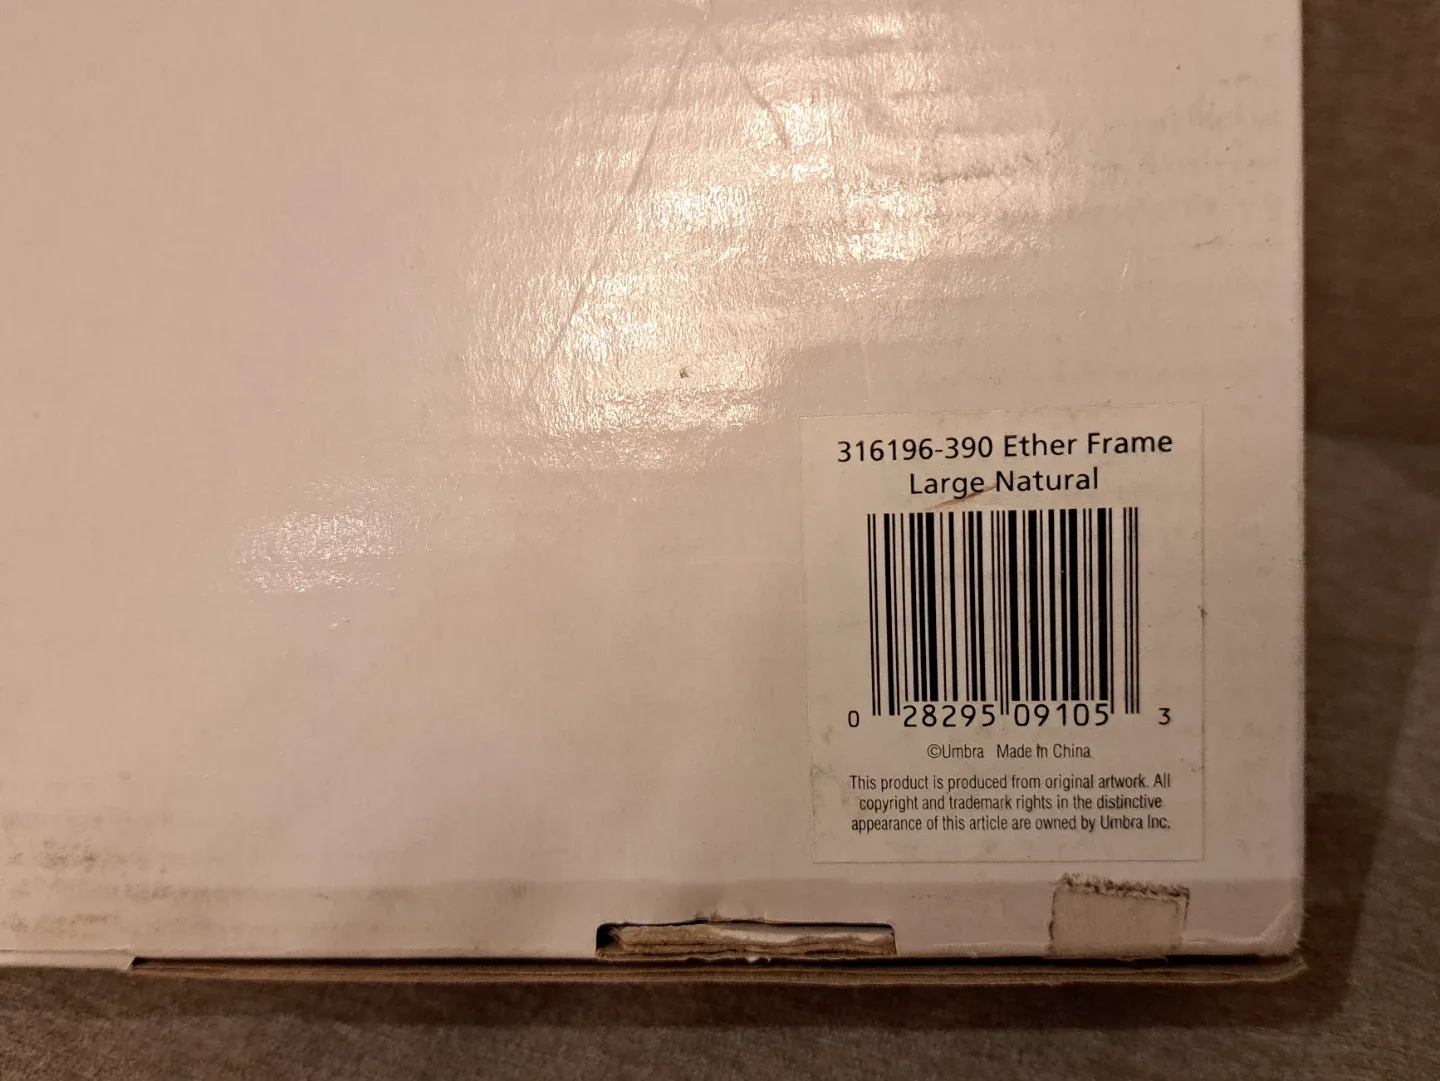 316196-390 Ether Frame
Large Natural
0 28295 09105 3
©Umbra Made In China
This product is produced from original artwork. All
copyright and trademark rights in the distinctive
appearance of this article are owned by Umbra Inc.